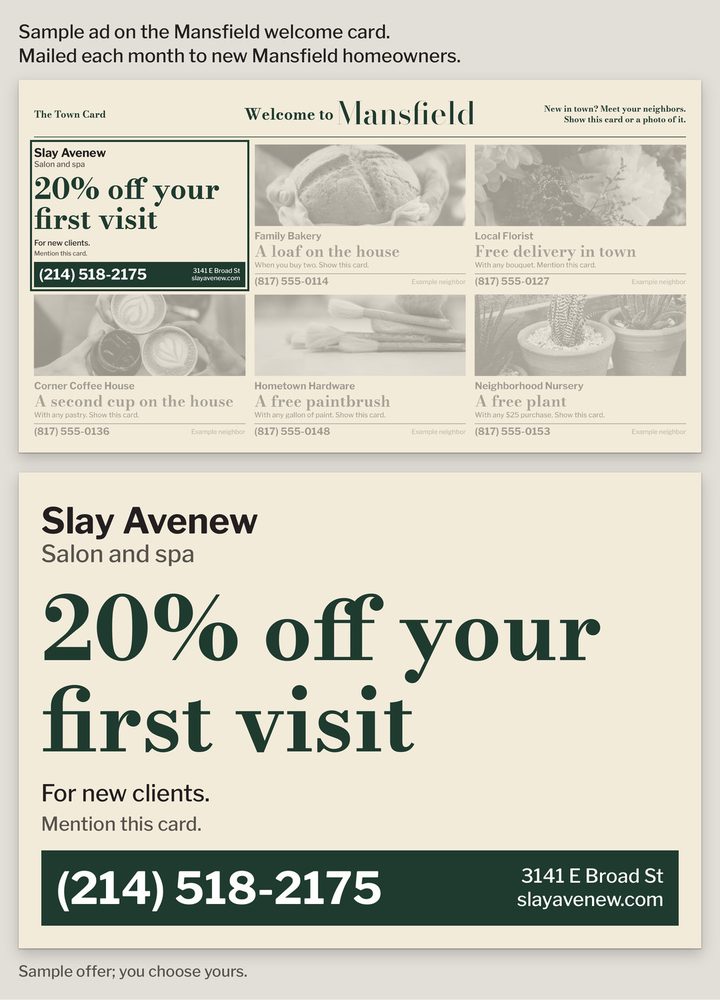 Sample ad on the Mansfield welcome card.
Mailed each month to new Mansfield homeowners.
The Town Card
Welcome to Mansfield
New in town? Meet your neighbors.
Show this card or a photo of it.
Slay Avenew
Salon and spa
20% off your
first visit
For new clients.
Mention this card.
(214) 518-2175
3141 E Broad St
slayavenew.com
Family Bakery
A loaf on the house
When you buy two. Show this card.
(817) 555-0114
Example neighbor
Local Florist
Free delivery in town
With any bouquet. Mention this card.
(817) 555-0127
Example neighbor
Corner Coffee House
A second cup on the house
With any pastry. Show this card.
(817) 555-0136
Example neighbor
Hometown Hardware
A free paintbrush
With any gallon of paint. Show this card.
(817) 555-0148
Example neighbor
Neighborhood Nursery
A free plant
With any $25 purchase. Show this card.
(817) 555-0153
Example neighbor
Slay Avenew
Salon and spa
20% off your
first visit
For new clients.
Mention this card.
(214) 518-2175
3141 E Broad St
slayavenew.com
Sample offer; you choose yours.